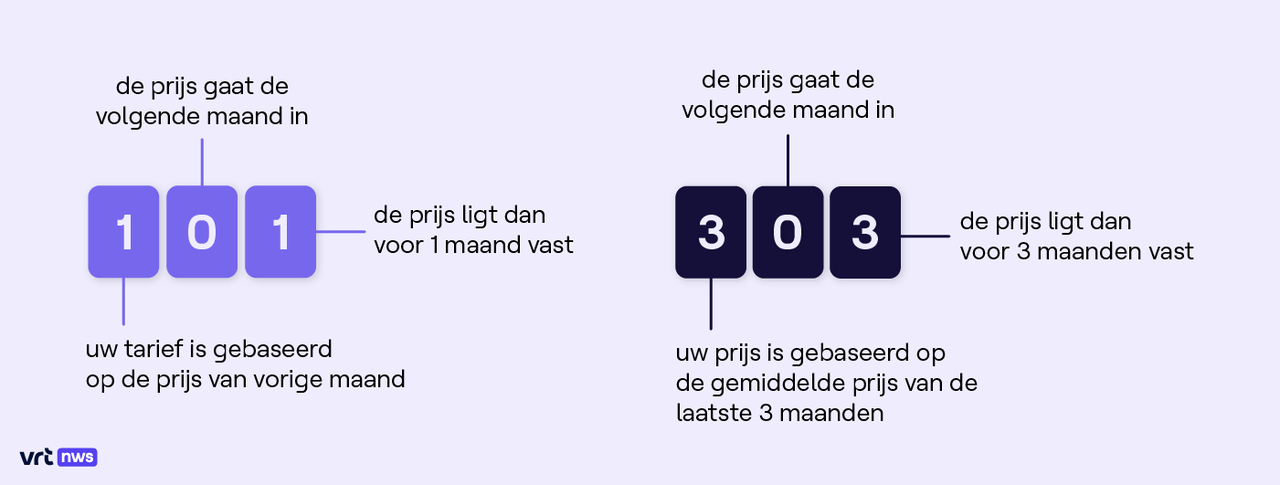 de prijs gaat de
volgende maand in
1 0 1
de prijs ligt dan
voor 1 maand vast
uw tarief is gebaseerd
op de prijs van vorige maand
de prijs gaat de
volgende maand in
3 0 3
de prijs ligt dan
voor 3 maanden vast
uw prijs is gebaseerd op
de gemiddelde prijs van de
laatste 3 maanden
vrt nws